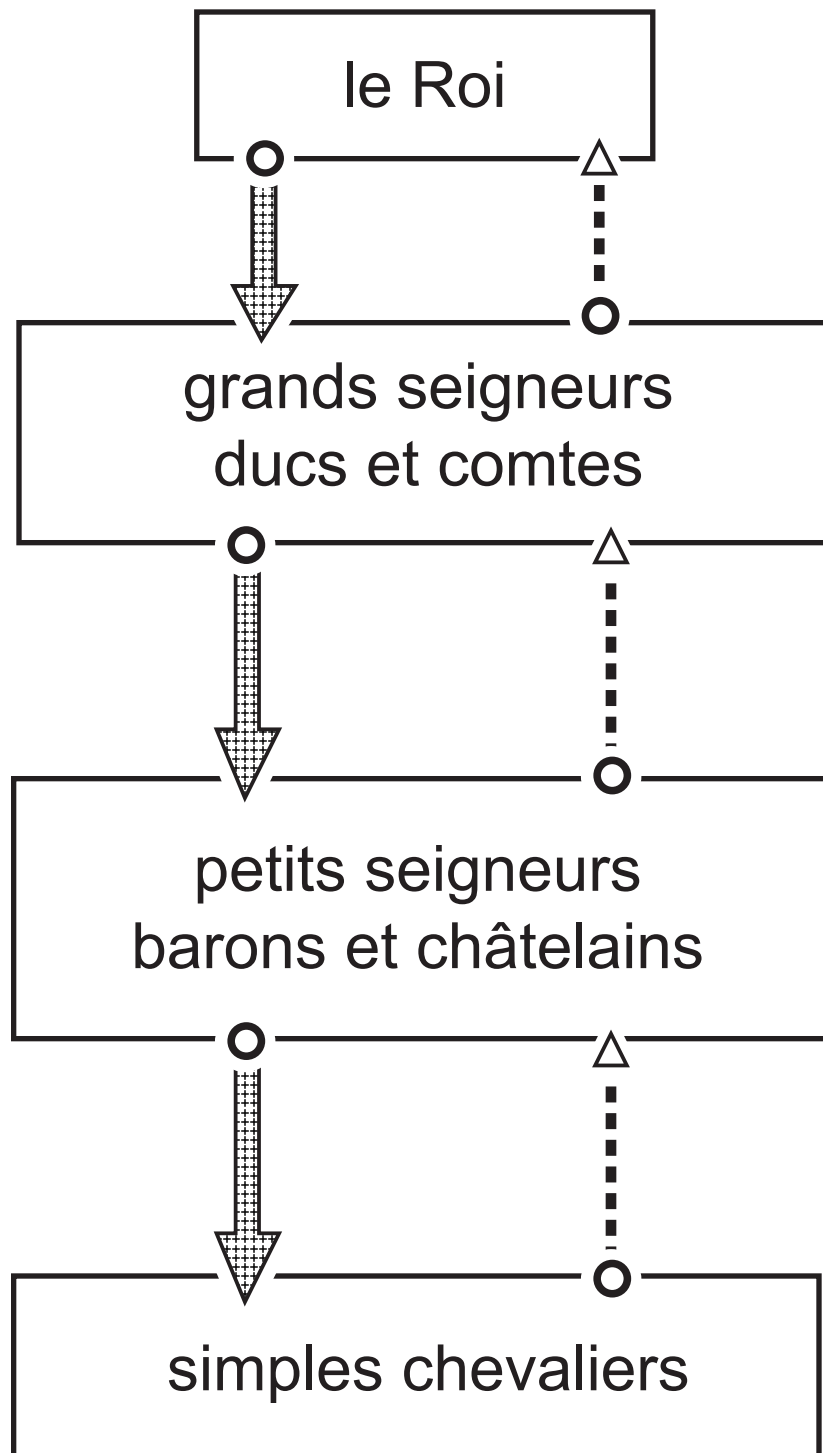 le Roi
grands seigneurs
ducs et comtes
petits seigneurs
barons et châtelains
simples chevaliers